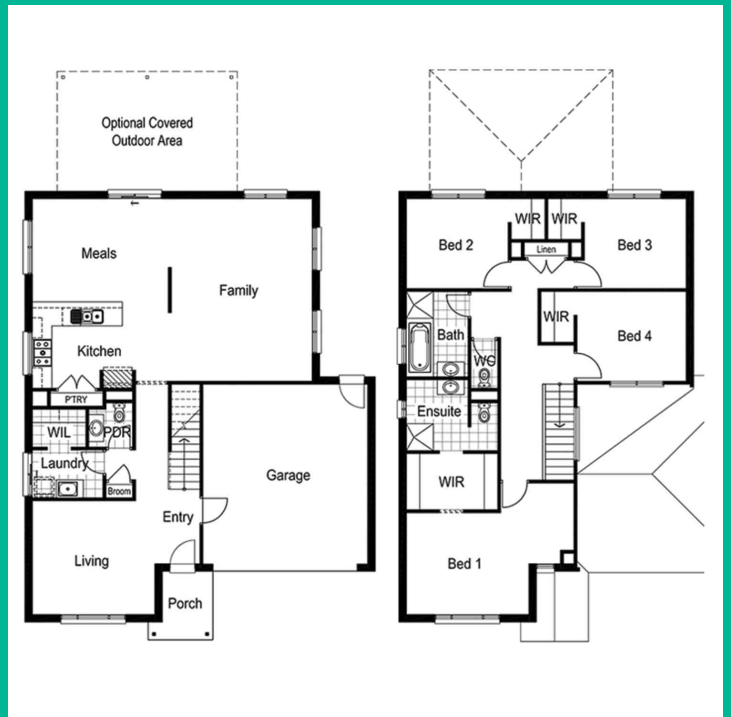 Optional Covered
Outdoor Area
Meals
Family
Kitchen
PTRY
WIL
PDR
Laundry
Broom
Garage
Entry
Living
Porch
WIR
WIR
Bed 2
Linen
Bed 3
WIR
Bath
Bed 4
WC
Ensuite
WIR
Bed 1